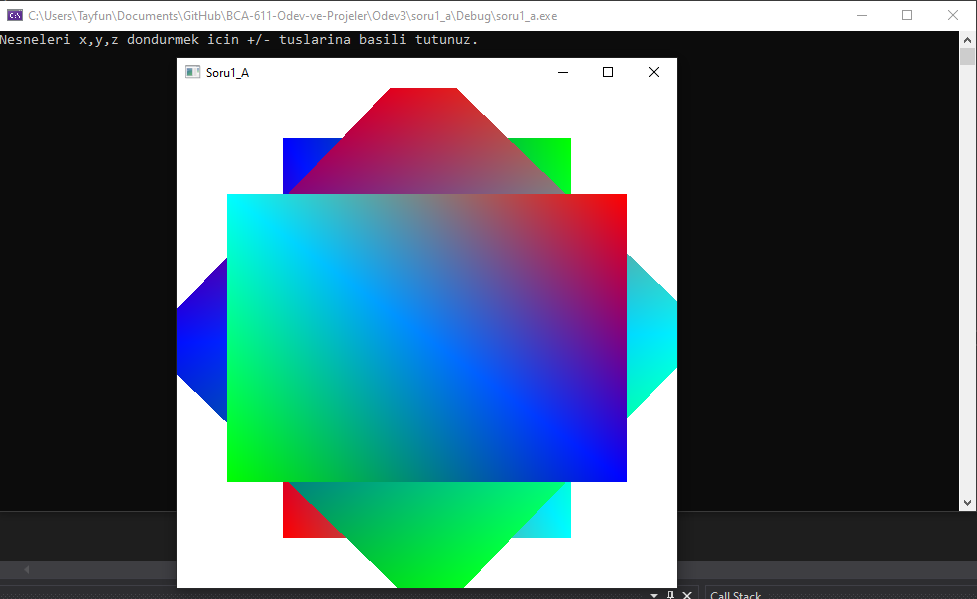 C:\Users\Tayfun\Documents\GitHub\BCA-611-Odev-ve-Projeler\Odev3\soru1_a\Debug\soru1_a.exe
Nesneleri x,y,z dondurmek icin +/- tuslarina basili tutunuz.
Soru1_A
Call Stack